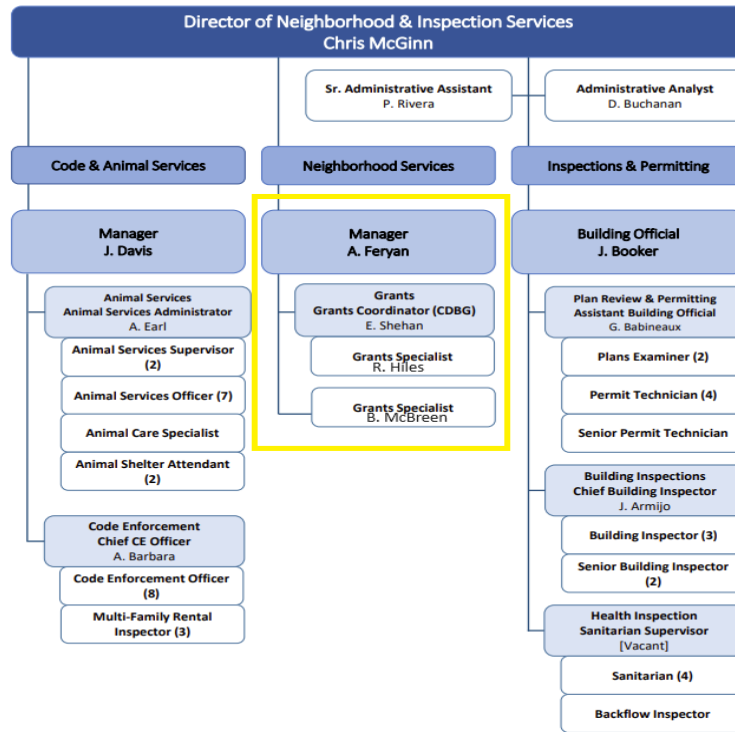 Director of Neighborhood & Inspection Services
Chris McGinn
Sr. Administrative Assistant
P. Rivera
Administrative Analyst
D. Buchanan
Code & Animal Services
Neighborhood Services
Inspections & Permitting
Manager
J. Davis
Manager
A. Feryan
Building Official
J. Booker
Animal Services
Animal Services Administrator
A. Earl
Animal Services Supervisor
(2)
Animal Services Officer (7)
Animal Care Specialist
Animal Shelter Attendant
(2)
Code Enforcement
Chief CE Officer
A. Barbara
Code Enforcement Officer
(8)
Multi-Family Rental
Inspector (3)
Grants
Grants Coordinator (CDBG)
E. Shehan
Grants Specialist
R. Hiles
Grants Specialist
B. McBreen
Plan Review & Permitting
Assistant Building Official
G. Babineaux
Plans Examiner (2)
Permit Technician (4)
Senior Permit Technician
Building Inspections
Chief Building Inspector
J. Armijo
Building Inspector (3)
Senior Building Inspector
(2)
Health Inspection
Sanitarian Supervisor
[Vacant]
Sanitarian (4)
Backflow Inspector